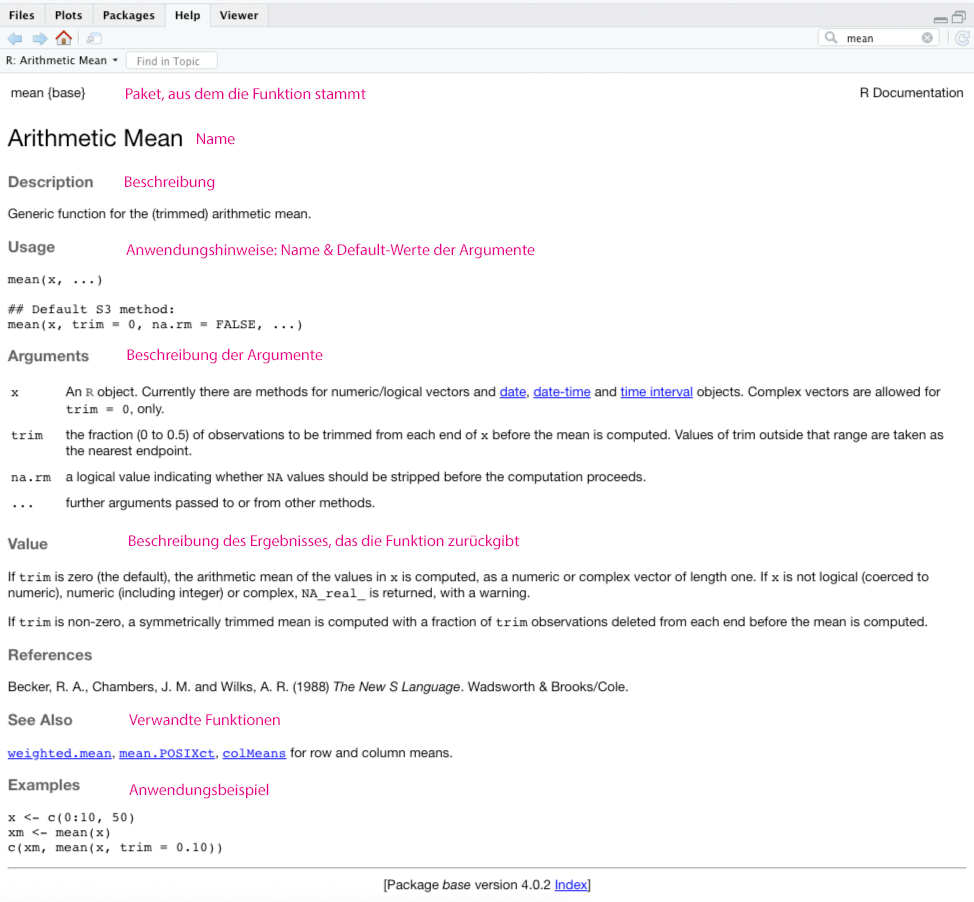 Files Plots Packages Help Viewer
mean
R: Arithmetic Mean Find in Topic
mean {base} Paket, aus dem die Funktion stammt R Documentation
Arithmetic Mean Name
Description Beschreibung
Generic function for the (trimmed) arithmetic mean.
Usage Anwendungshinweise: Name & Default-Werte der Argumente
mean(x, ...)
## Default S3 method:
mean(x, trim = 0, na.rm = FALSE, ...)
Arguments Beschreibung der Argumente
x An R object. Currently there are methods for numeric/logical vectors and date, date-time and time interval objects. Complex vectors are allowed for
trim = 0, only.
trim the fraction (0 to 0.5) of observations to be trimmed from each end of x before the mean is computed. Values of trim outside that range are taken as
the nearest endpoint.
na.rm a logical value indicating whether NA values should be stripped before the computation proceeds.
... further arguments passed to or from other methods.
Value Beschreibung des Ergebnisses, das die Funktion zurückgibt
If trim is zero (the default), the arithmetic mean of the values in x is computed, as a numeric or complex vector of length one. If x is not logical (coerced to
numeric), numeric (including integer) or complex, NA_real_ is returned, with a warning.
If trim is non-zero, a symmetrically trimmed mean is computed with a fraction of trim observations deleted from each end before the mean is computed.
References
Becker, R. A., Chambers, J. M. and Wilks, A. R. (1988) The New S Language. Wadsworth & Brooks/Cole.
See Also Verwandte Funktionen
weighted.mean, mean.POSIXct, colMeans for row and column means.
Examples Anwendungsbeispiel
x <- c(0:10, 50)
xm <- mean(x)
c(xm, mean(x, trim = 0.10))
[Package base version 4.0.2 Index]